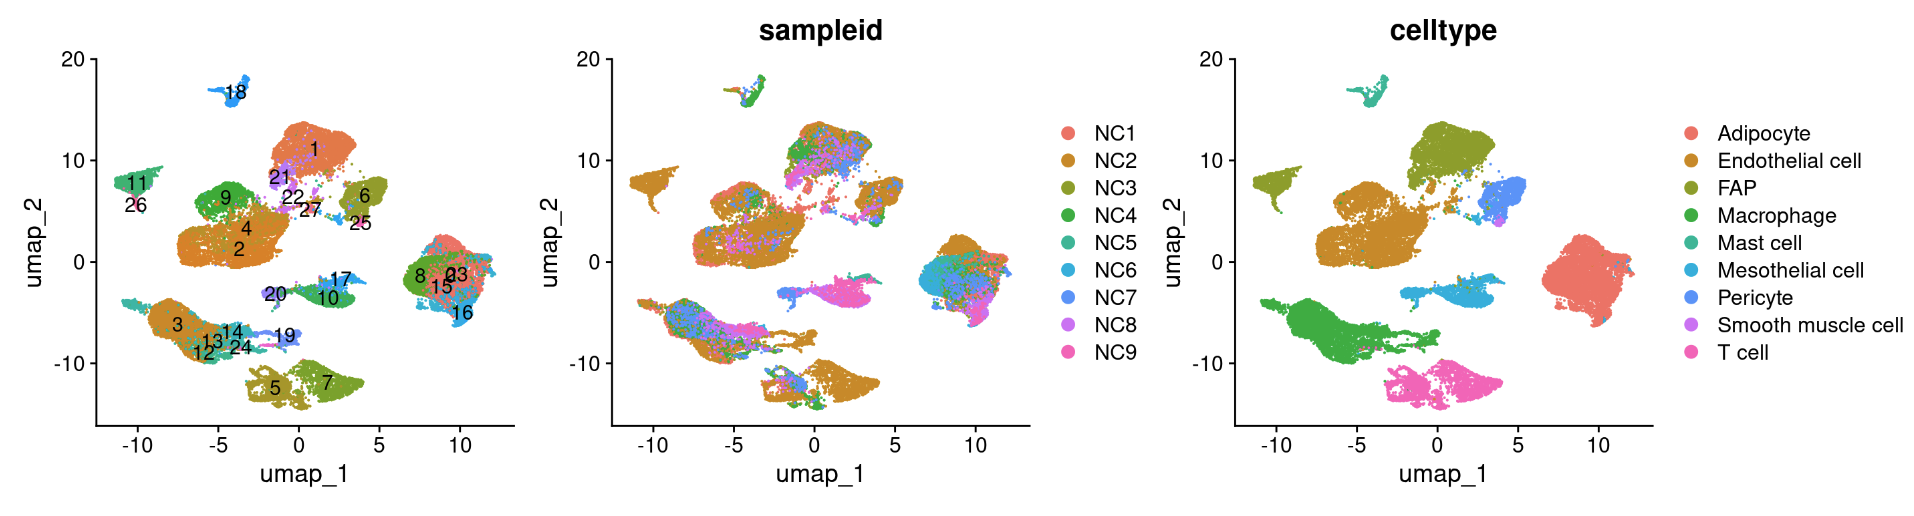 20
10
0
-10
-10
-5
0
5
10
umap_2
umap_1
18
1
11
26
21
9
22
27
6
25
4
2
8
23
15
16
17
20
10
3
14
13
12
24
19
5
7
sampleid
20
10
0
-10
-10
-5
0
5
10
umap_2
umap_1
NC1
NC2
NC3
NC4
NC5
NC6
NC7
NC8
NC9
celltype
20
10
0
-10
-10
-5
0
5
10
umap_2
umap_1
Adipocyte
Endothelial cell
FAP
Macrophage
Mast cell
Mesothelial cell
Pericyte
Smooth muscle cell
T cell